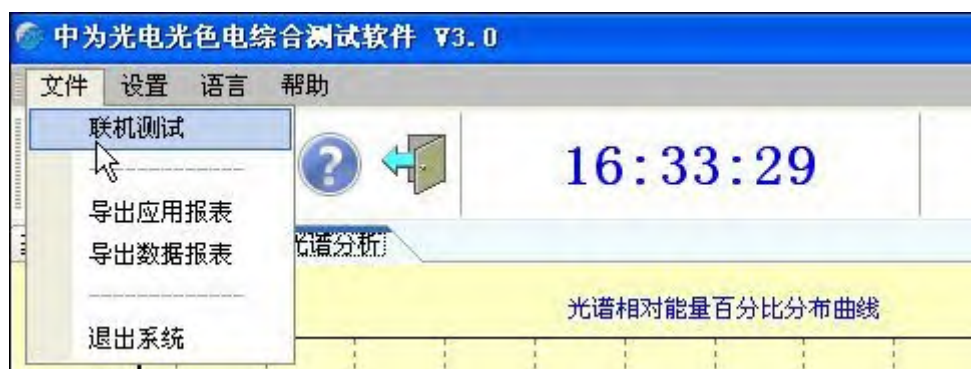 中为光电光色电综合测试软件 V3.0
文件 设置 语言 帮助
联机测试
16:33:29
导出应用报表
导出数据报表
光谱分析
光谱相对能量百分比分布曲线
退出系统